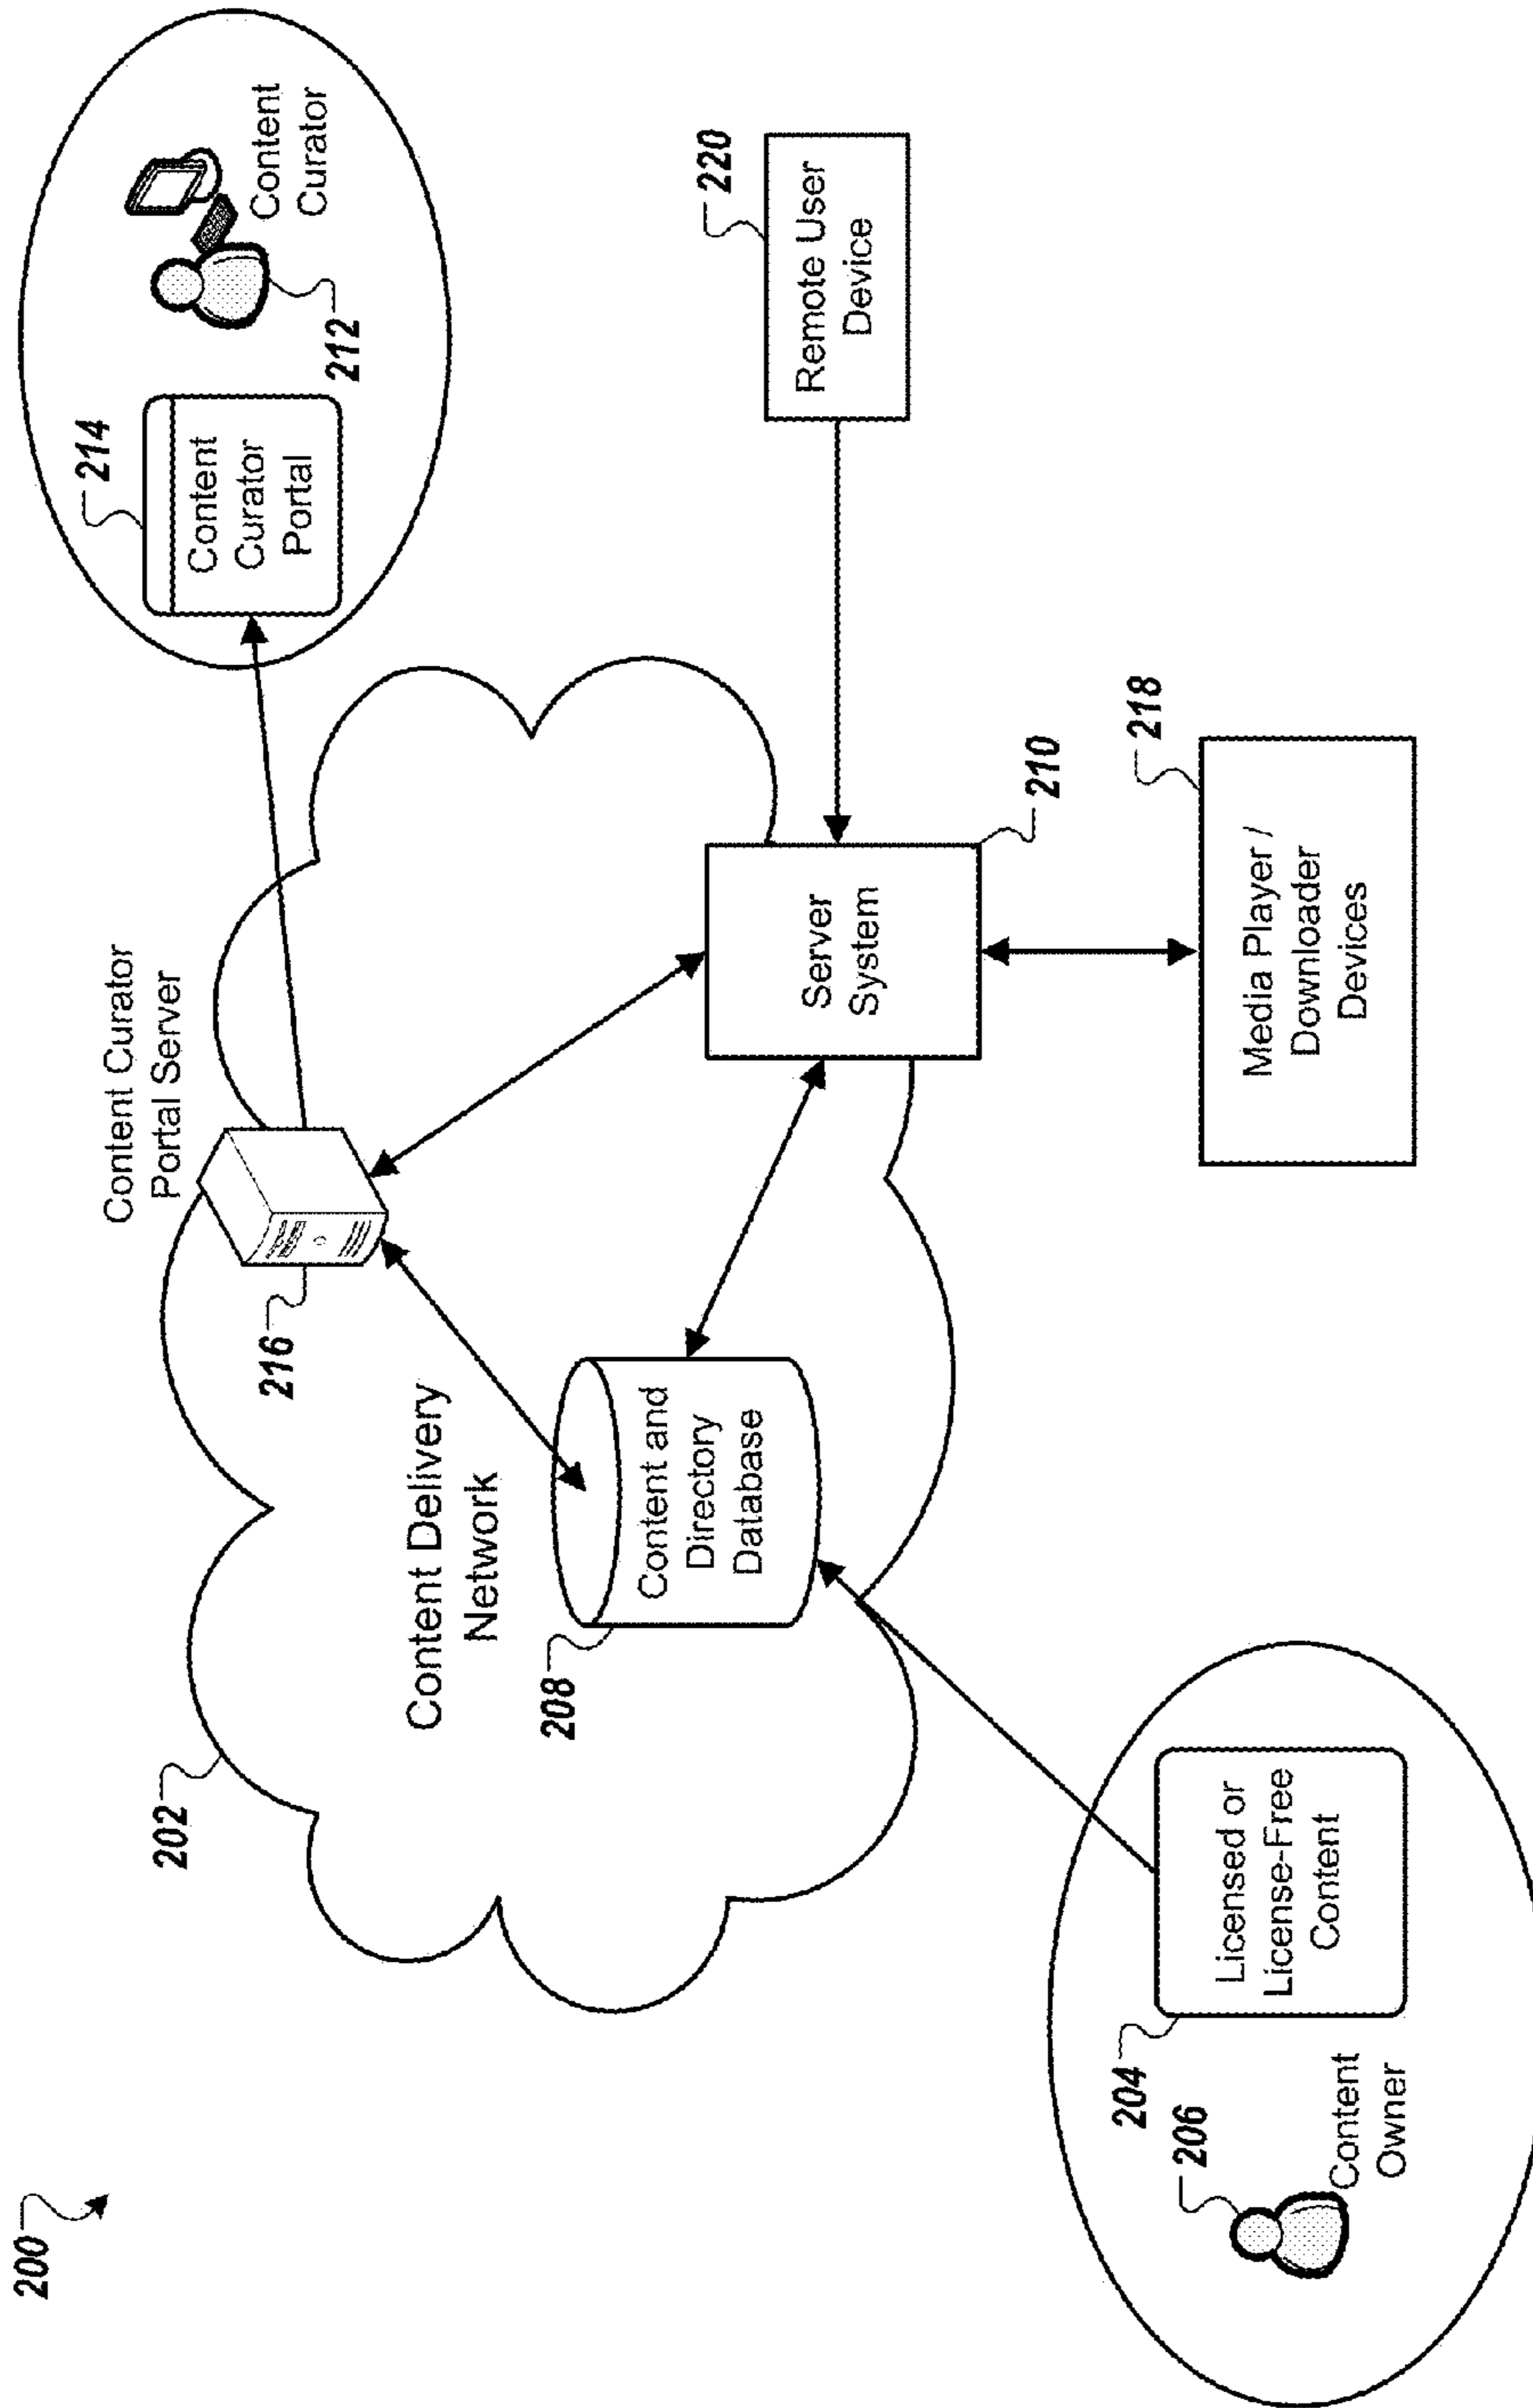 200
202
Content Delivery
Network
Content Curator
Portal Server
216
214
Content
Curator
Portal
212
Content
Curator
208
Content and
Directory
Database
Server
System
210
220
Remote User
Device
218
Media Player /
Downloader
Devices
204
Licensed or
License-Free
Content
206
Content
Owner